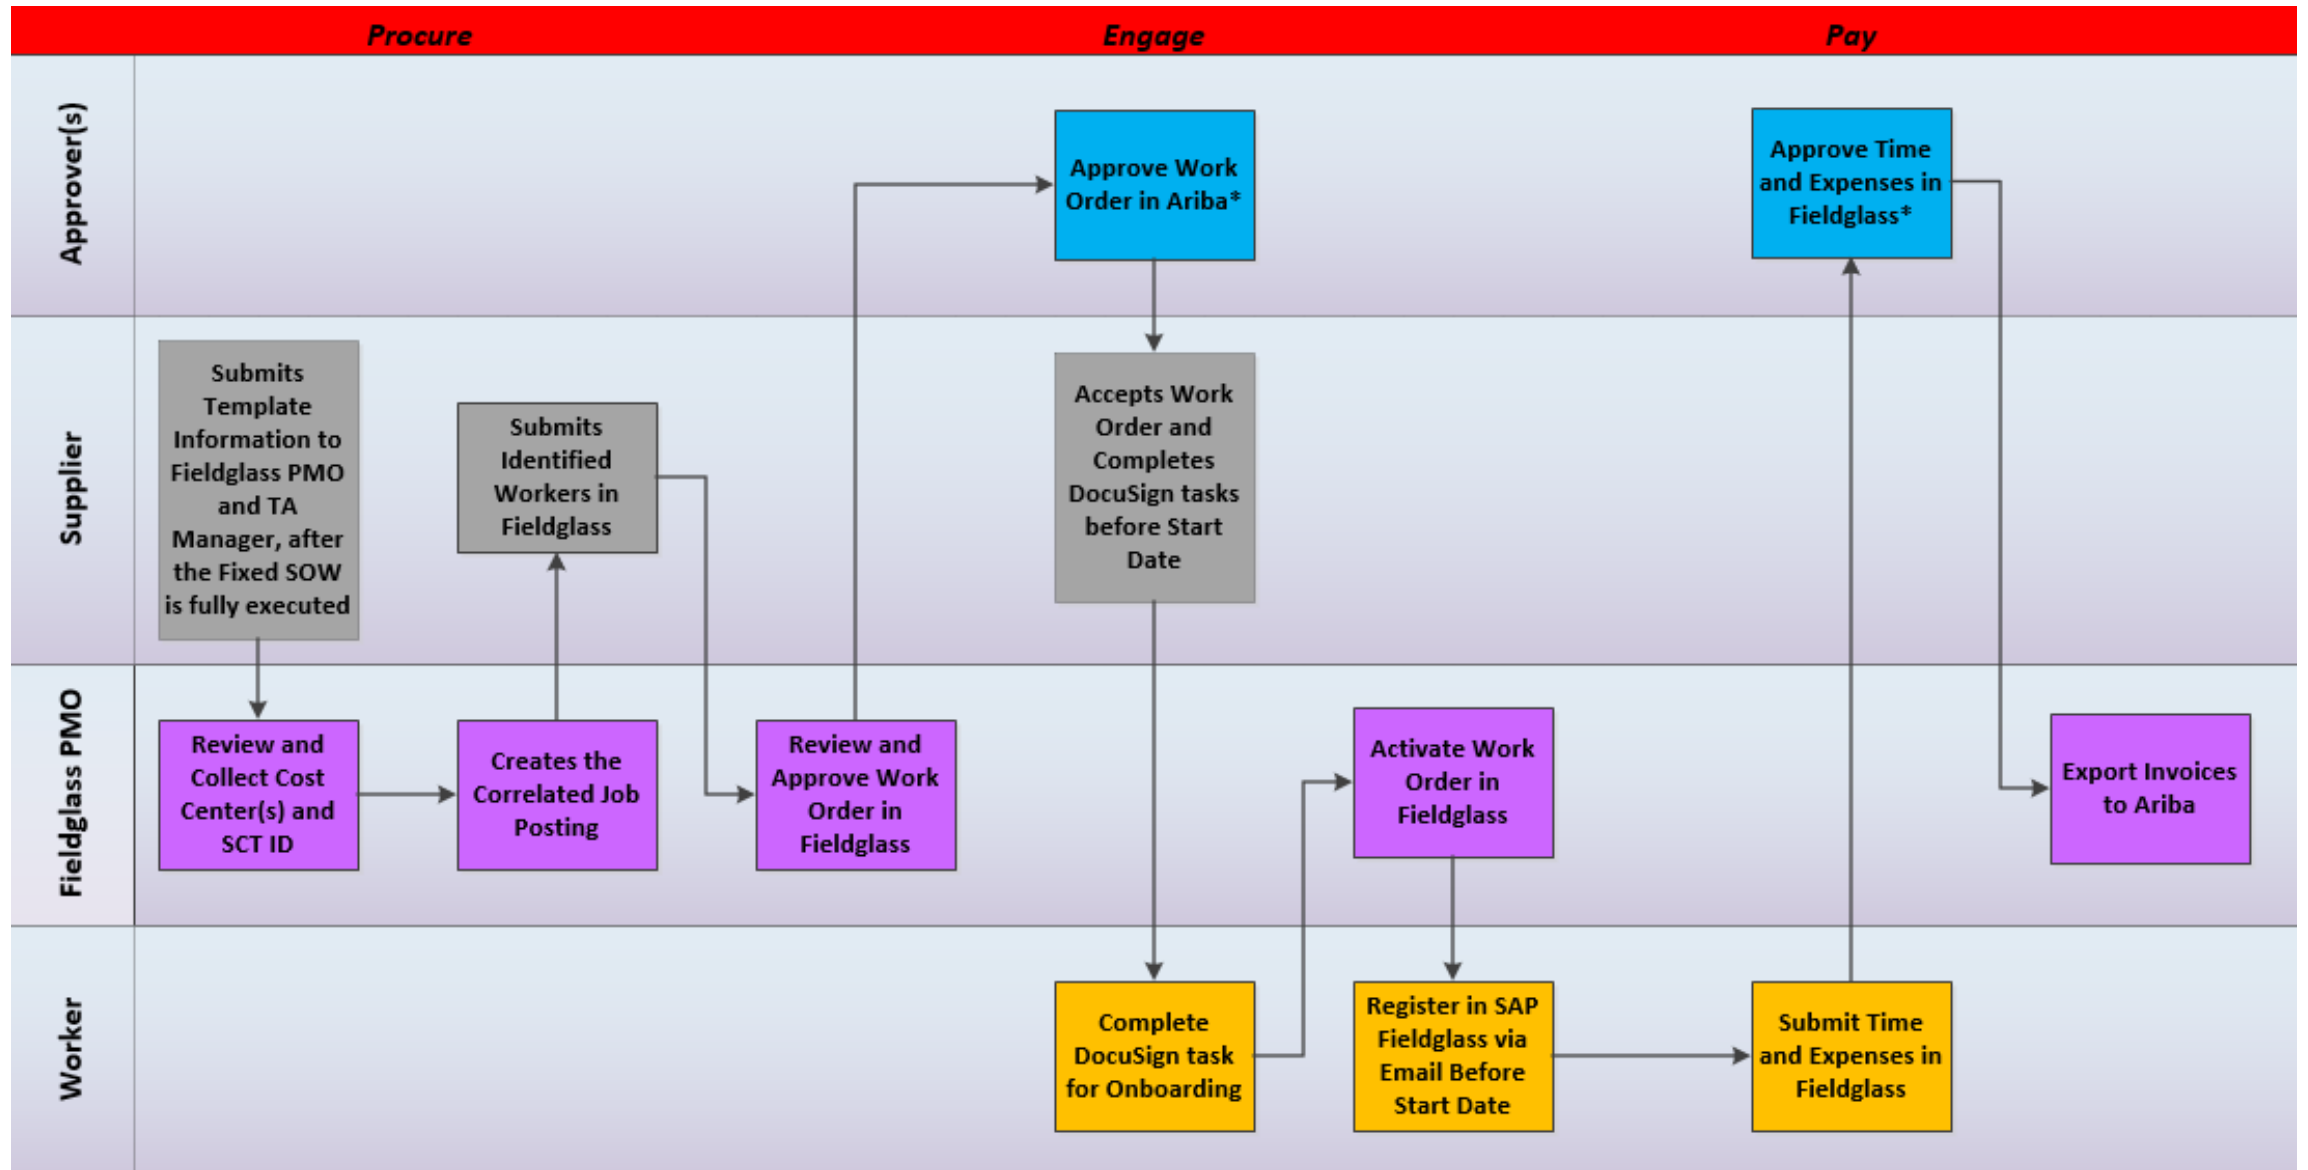 Procure
Engage
Pay
Approver(s)
Approve Work
Order in Ariba*
Approve Time
and Expenses in
Fieldglass*
Supplier
Submits
Template
Information to
Fieldglass PMO
and TA
Manager, after
the Fixed SOW
is fully executed
Submits
Identified
Workers in
Fieldglass
Accepts Work
Order and
Completes
DocuSign tasks
before Start
Date
Fieldglass PMO
Review and
Collect Cost
Center(s) and
SCT ID
Creates the
Correlated Job
Posting
Review and
Approve Work
Order in
Fieldglass
Activate Work
Order in
Fieldglass
Export Invoices
to Ariba
Worker
Complete
DocuSign task
for Onboarding
Register in SAP
Fieldglass via
Email Before
Start Date
Submit Time
and Expenses in
Fieldglass